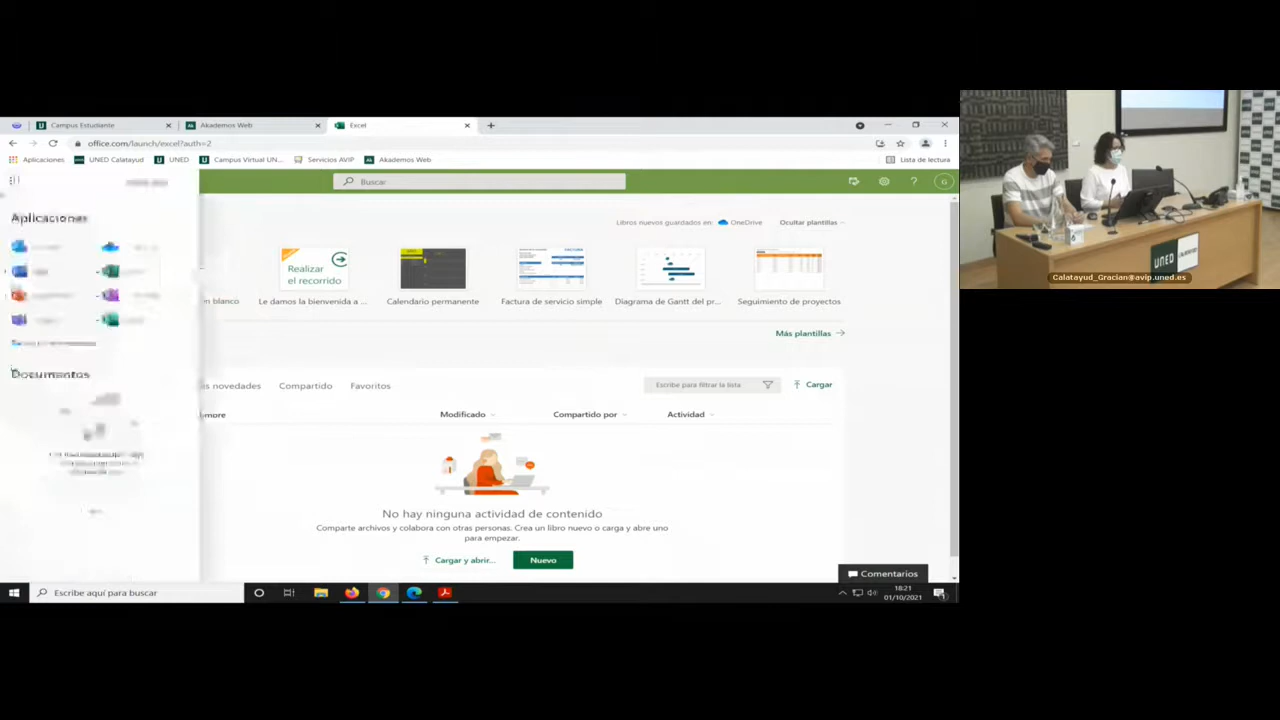 Campus Estudiante
Akademos Web
Excel
office.com/launch/excel?auth=2
Aplicaciones
UNED Calatayud
UNED
Campus Virtual UN...
Servicios AVIP
Akademos Web
Lista de lectura
Buscar
G
Aplicaciones
Libros nuevos guardados en: OneDrive
Ocultar plantillas
Realizar
el recorrido
n blanco
Le damos la bienvenida a ...
Calendario permanente
Factura de servicio simple
Diagrama de Gantt del pr...
Seguimiento de proyectos
Más plantillas
Documentos
is novedades
Compartido
Favoritos
Escribe para filtrar la lista
Cargar
Modificado
Compartido por
Actividad
No hay ninguna actividad de contenido
Comparte archivos y colabora con otras personas. Crea un libro nuevo o carga y abre uno
para empezar.
Cargar y abrir...
Nuevo
Comentarios
Escribe aquí para buscar
18:21
01/10/2021
UNED
Calatayud_Gracian@avip.uned.es